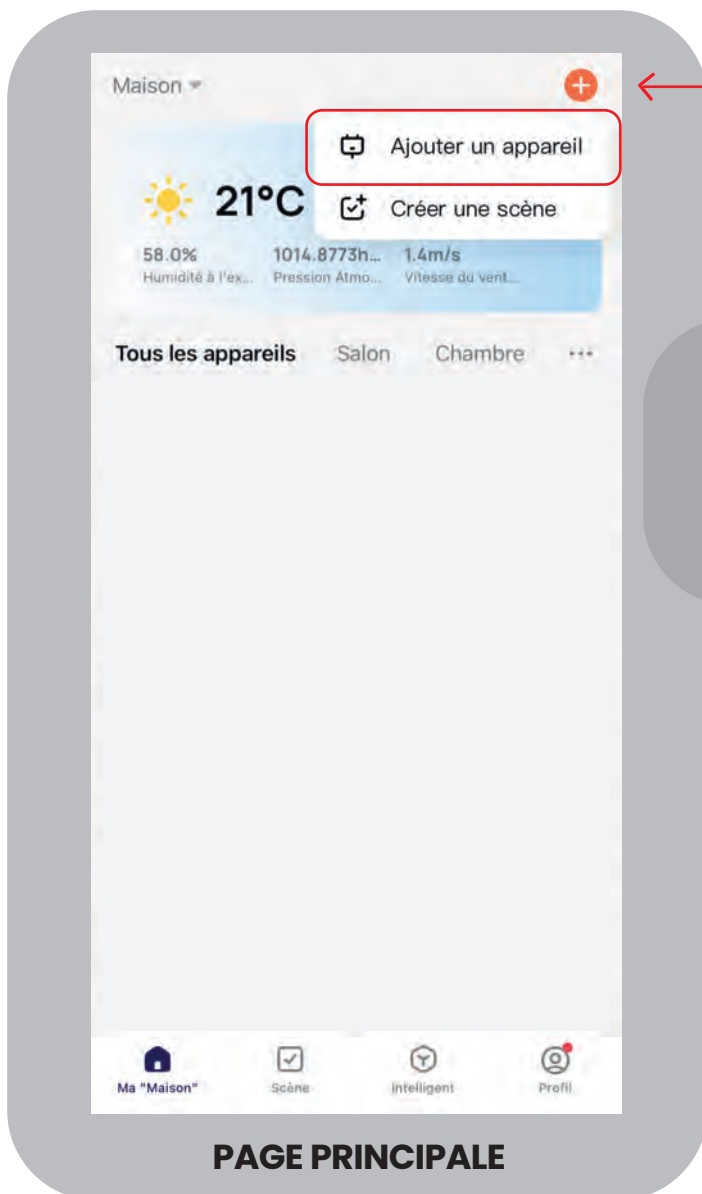 Maison
Ajouter un appareil
21°C
Créer une scène
58.0% 1014.8773h... 1.4m/s
Humidité à l'ex... Pression Atmo... Vitesse du vent...
Tous les appareils Salon Chambre ...
Ma "Maison" Scène Intelligent Profil
PAGE PRINCIPALE